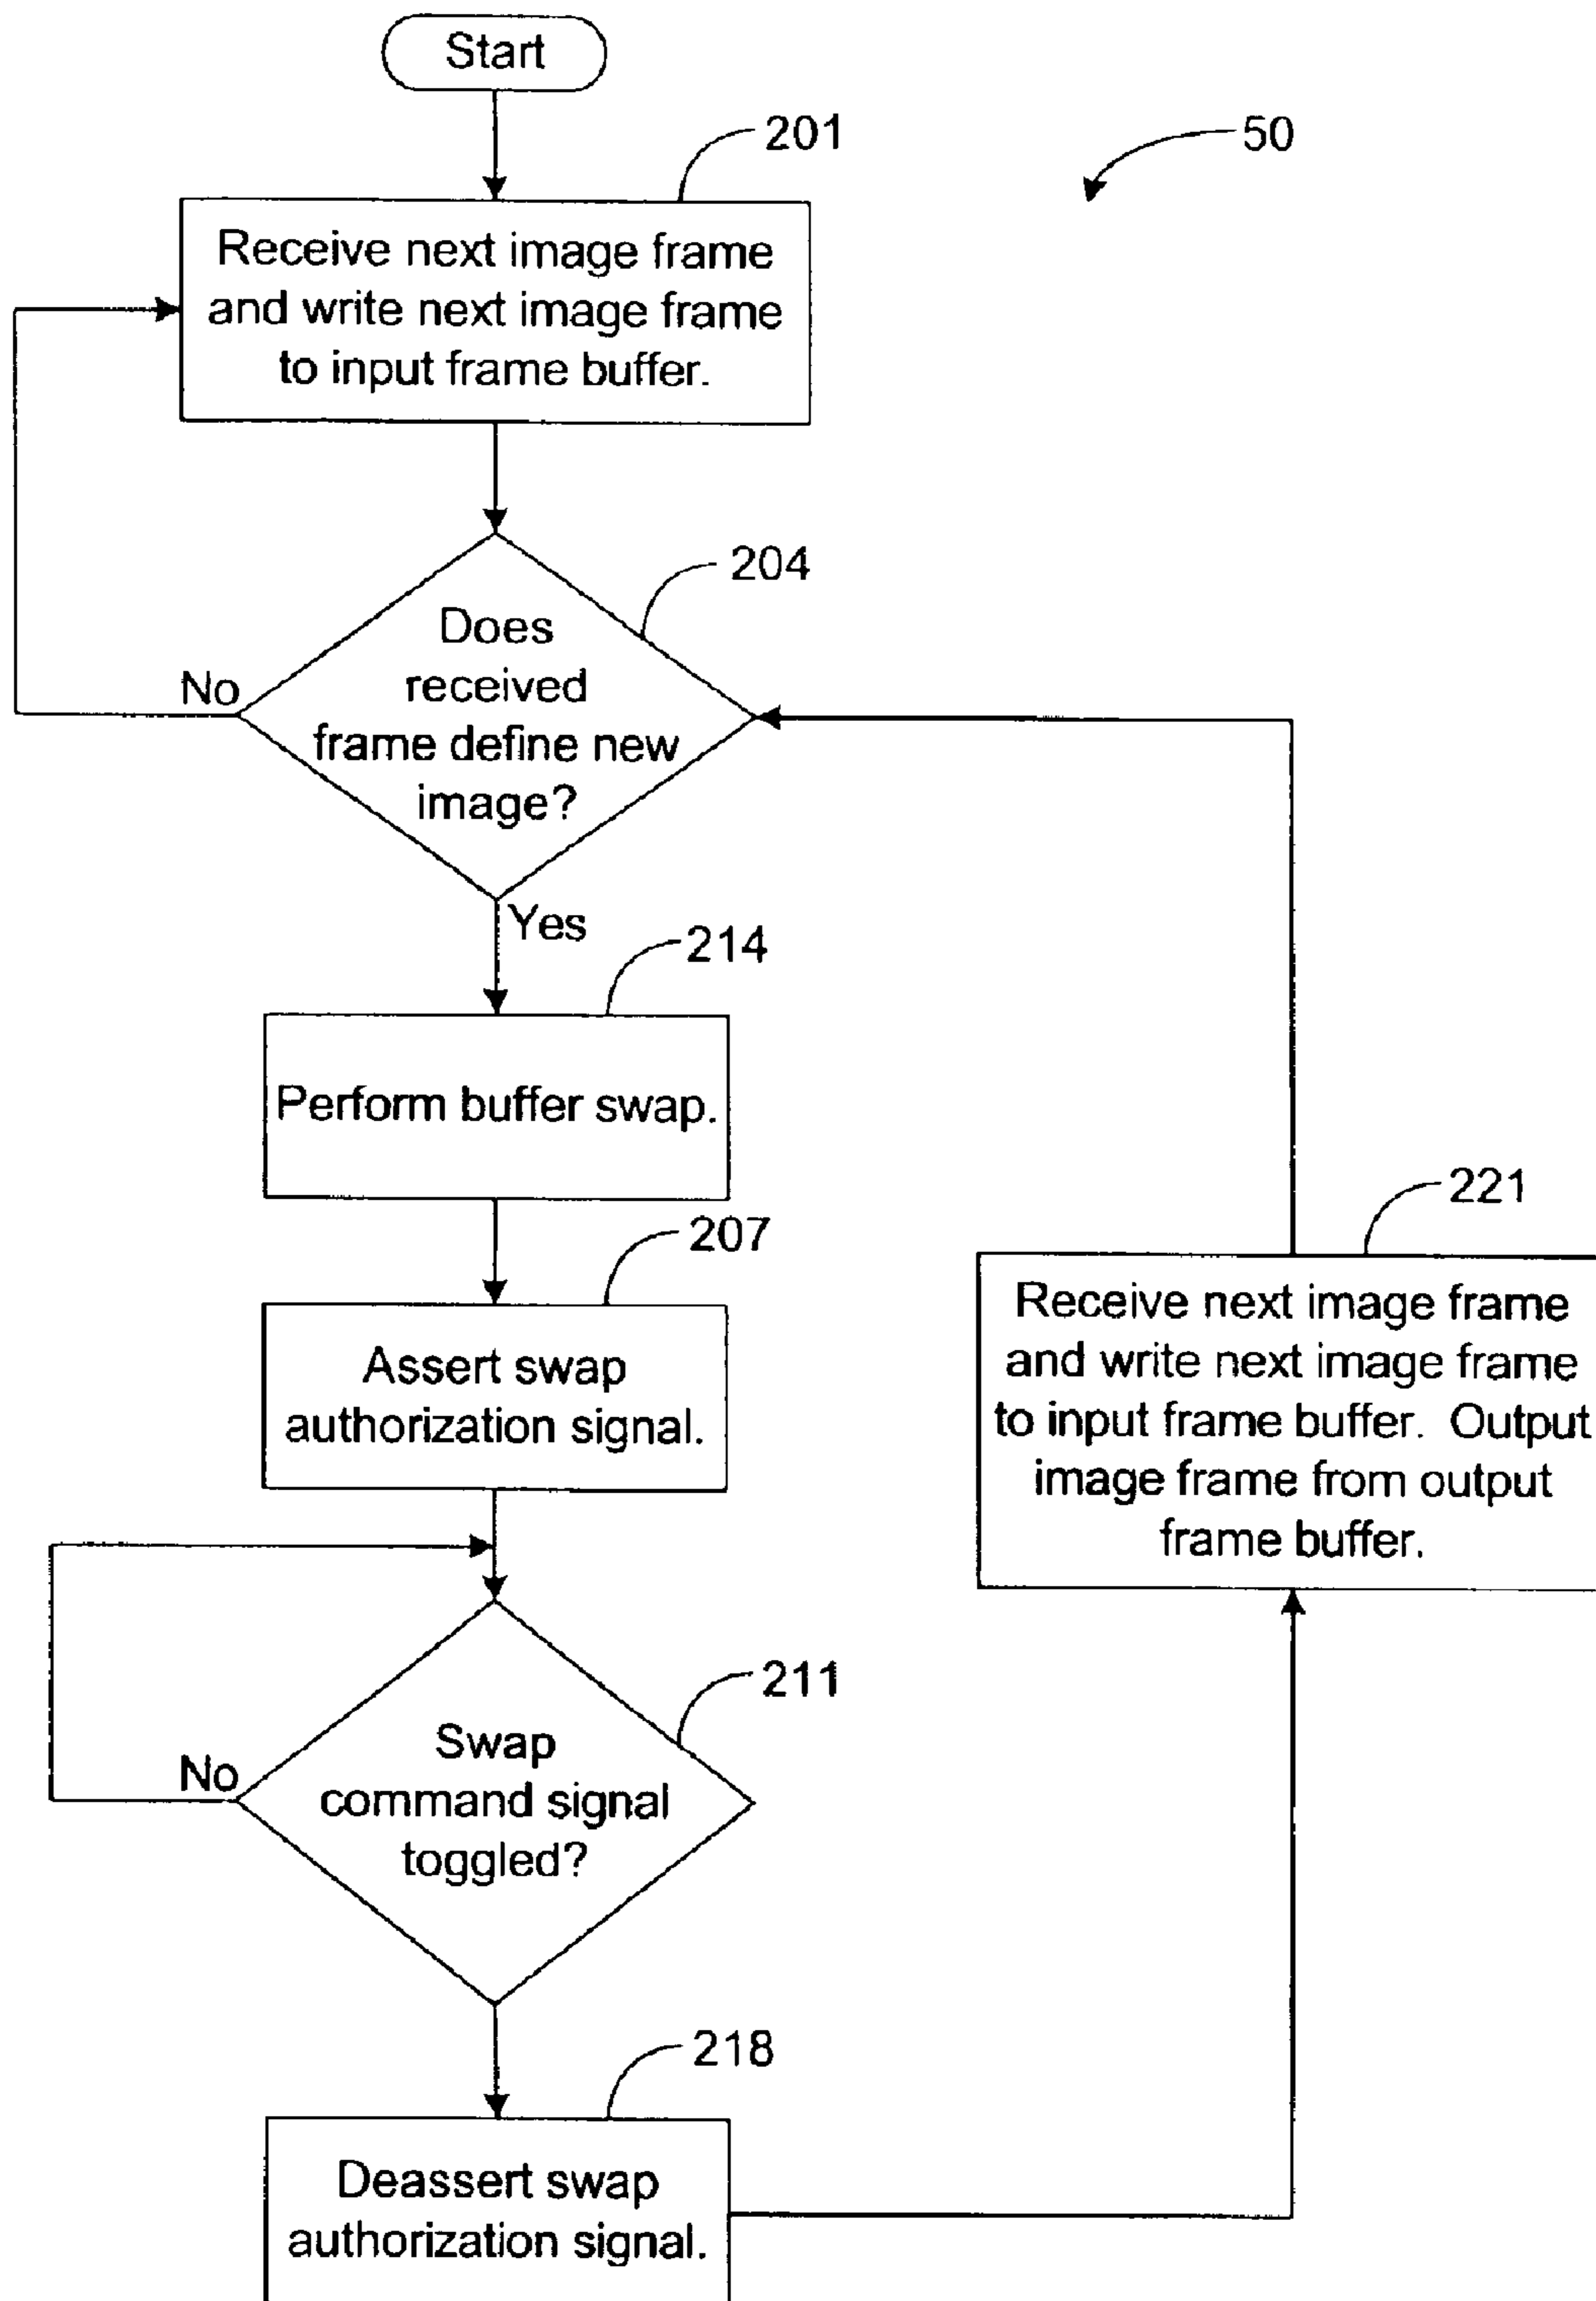 Start
201
50
Receive next image frame
and write next image frame
to input frame buffer.
204
Does
received
frame define new
image?
No
Yes
214
Perform buffer swap.
207
Assert swap
authorization signal.
221
Receive next image frame
and write next image frame
to input frame buffer. Output
image frame from output
frame buffer.
211
Swap
command signal
toggled?
No
218
Deassert swap
authorization signal.